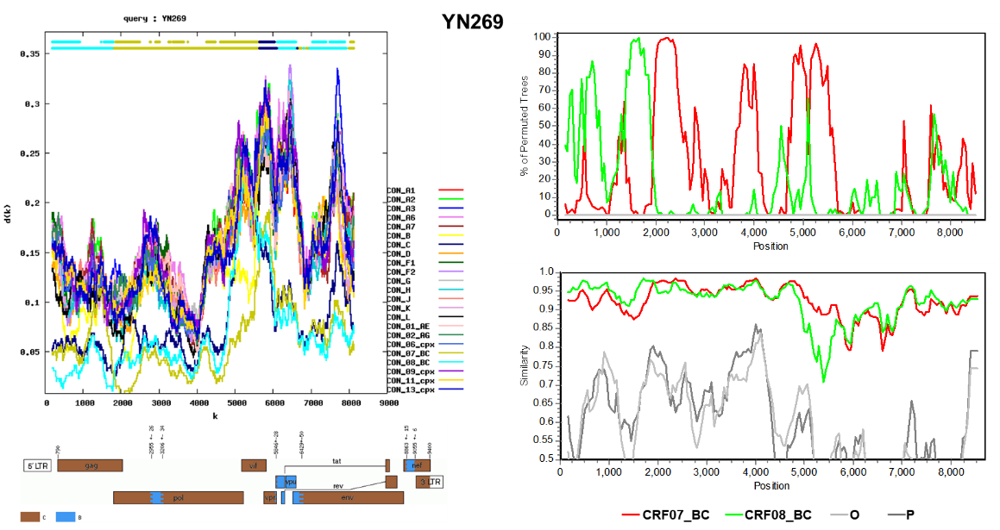 query : YN269
YN269
0.35
0.3
0.25
0.2
0.15
0.1
0.05
d(k)
0 1000 2000 3000 4000 5000 6000 7000 8000 9000
k
CON_A1
CON_A2
CON_A3
CON_A6
CON_A7
CON_B
CON_C
CON_D
CON_F1
CON_F2
CON_G
CON_H
CON_J
CON_K
CON_L
CON_01_AE
CON_02_AG
CON_06_cpx
CON_07_BC
CON_08_BC
CON_09_cpx
CON_11_cpx
CON_13_cpx
100
90
80
70
60
50
40
30
20
10
0
% of Permuted Trees
0 1,000 2,000 3,000 4,000 5,000 6,000 7,000 8,000
Position
1.0
0.95
0.9
0.85
0.8
0.75
0.7
0.65
0.6
0.55
0.5
Similarity
0 1,000 2,000 3,000 4,000 5,000 6,000 7,000 8,000
Position
CRF07_BC CRF08_BC O P
790
9400
5' LTR
gag
vif
tat
nef
vpu
rev
3' LTR
pol
vpr
env
C B